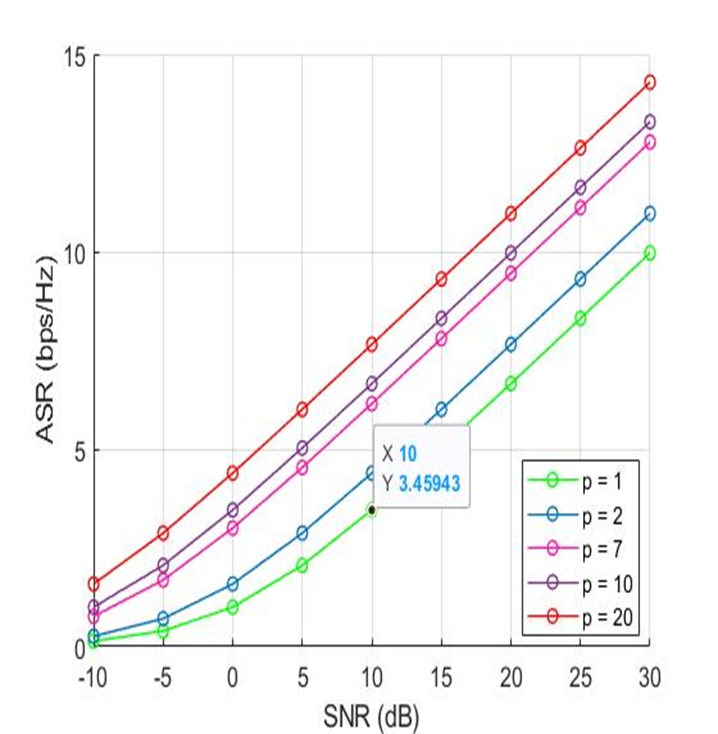 15
10
5
0
ASR (bps/Hz)
X 10
Y 3.45943
p = 1
p = 2
p = 7
p = 10
p = 20
-10 -5 0 5 10 15 20 25 30
SNR (dB)